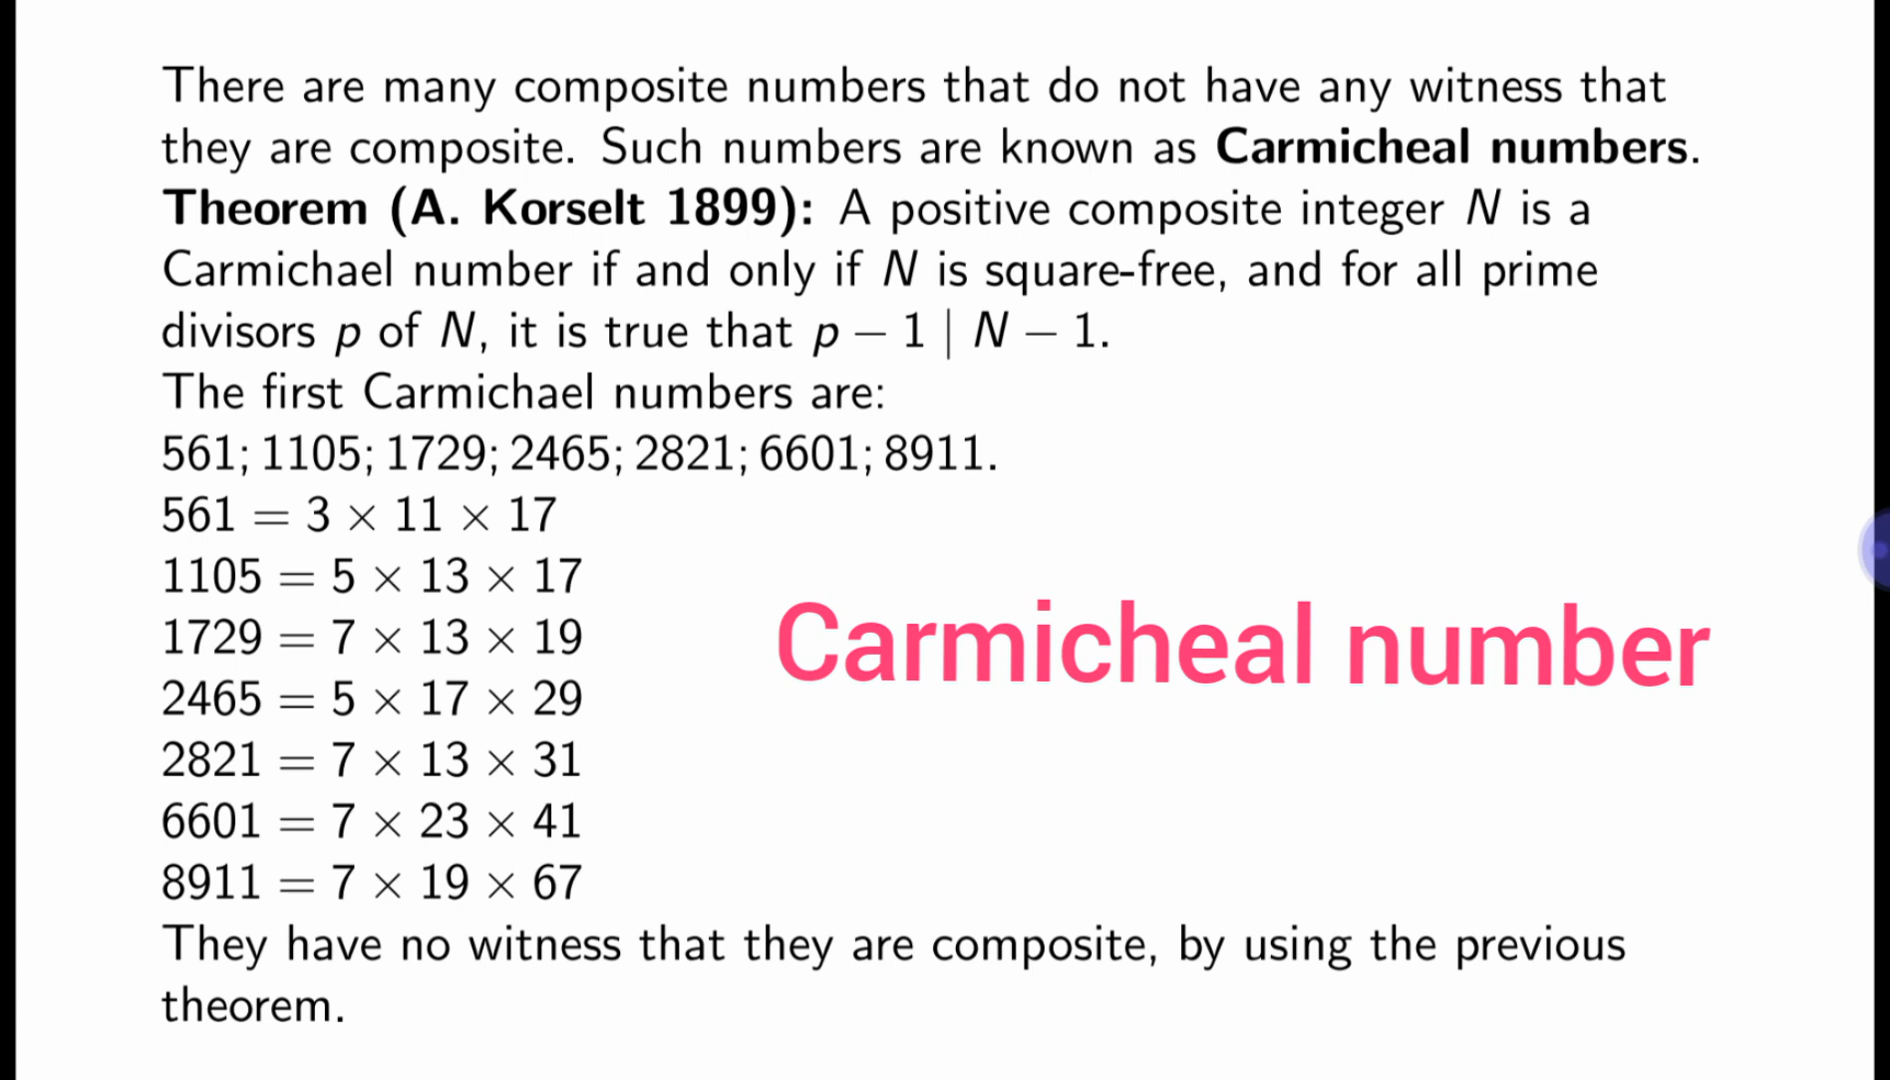 There are many composite numbers that do not have any witness that
they are composite. Such numbers are known as Carmicheal numbers.
Theorem (A. Korselt 1899): A positive composite integer N is a
Carmichael number if and only if N is square-free, and for all prime
divisors p of N, it is true that p − 1 | N − 1.
The first Carmichael numbers are:
561; 1105; 1729; 2465; 2821; 6601; 8911.
561 = 3 × 11 × 17
1105 = 5 × 13 × 17
1729 = 7 × 13 × 19
2465 = 5 × 17 × 29
2821 = 7 × 13 × 31
6601 = 7 × 23 × 41
8911 = 7 × 19 × 67
Carmicheal number
They have no witness that they are composite, by using the previous
theorem.